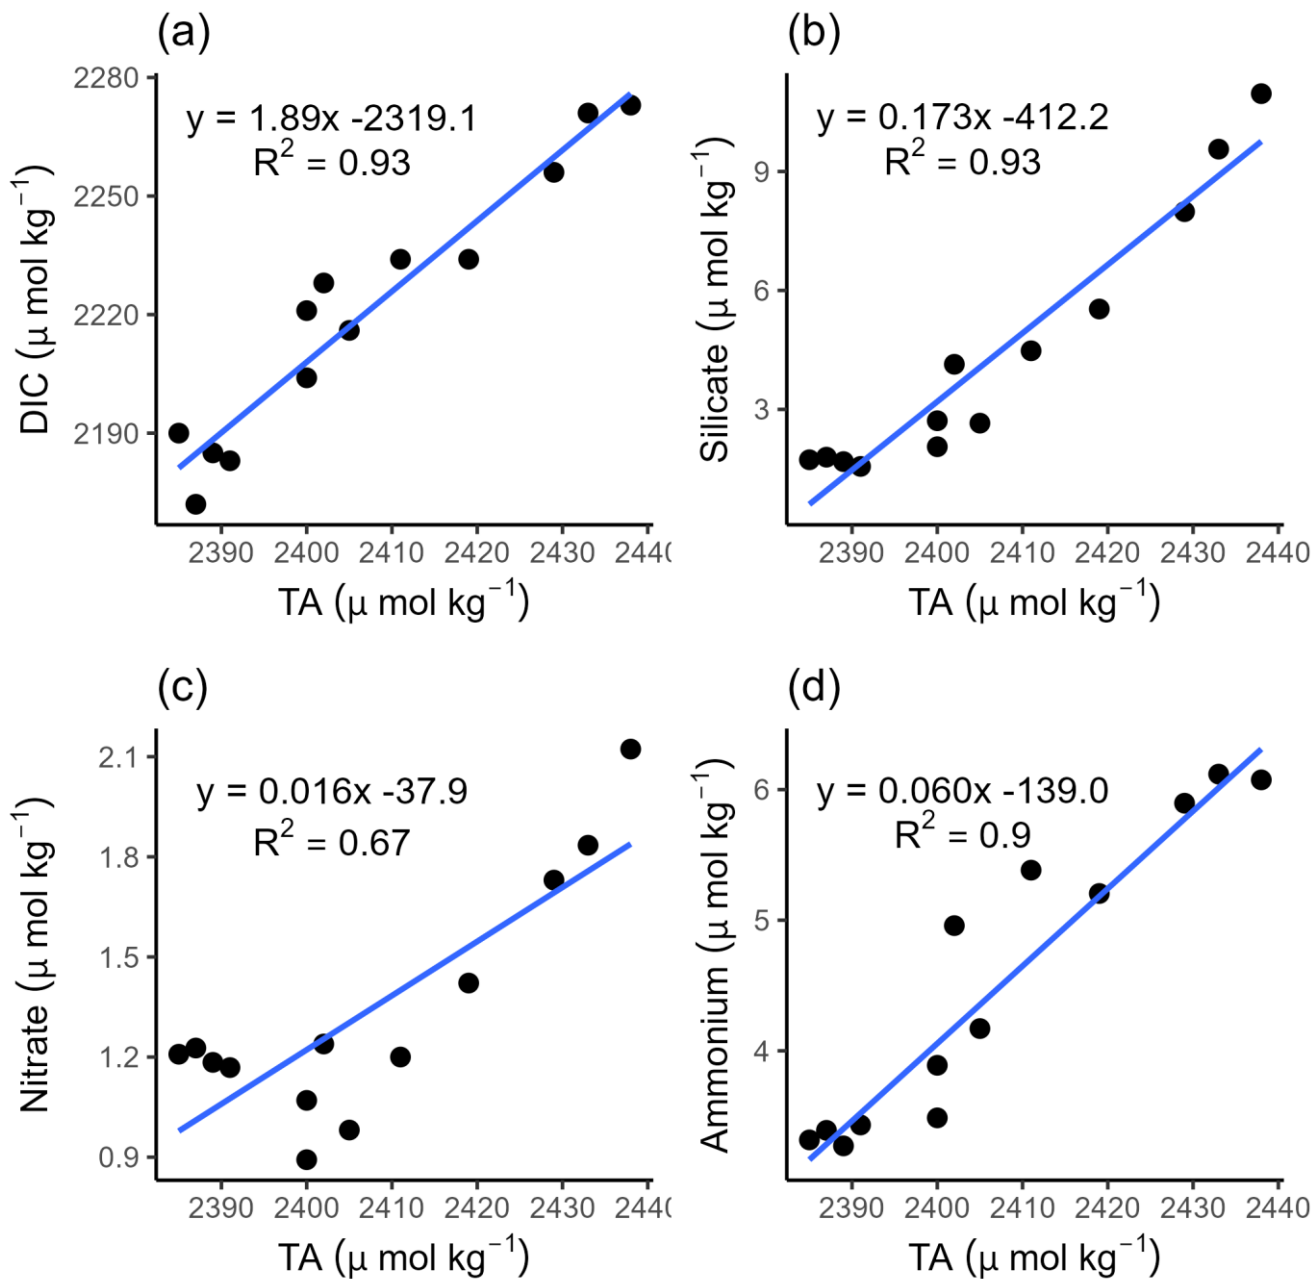 (a)
2280
2250
2220
2190
DIC (μ mol kg⁻¹)
y = 1.89x -2319.1
R² = 0.93
2390 2400 2410 2420 2430 244
TA (μ mol kg⁻¹)
(b)
9
6
3
Silicate (μ mol kg⁻¹)
y = 0.173x -412.2
R² = 0.93
2390 2400 2410 2420 2430 2440
TA (μ mol kg⁻¹)
(c)
2.1
1.8
1.5
1.2
0.9
Nitrate (μ mol kg⁻¹)
y = 0.016x -37.9
R² = 0.67
2390 2400 2410 2420 2430 244
TA (μ mol kg⁻¹)
(d)
6
5
4
Ammonium (μ mol kg⁻¹)
y = 0.060x -139.0
R² = 0.9
2390 2400 2410 2420 2430 2440
TA (μ mol kg⁻¹)